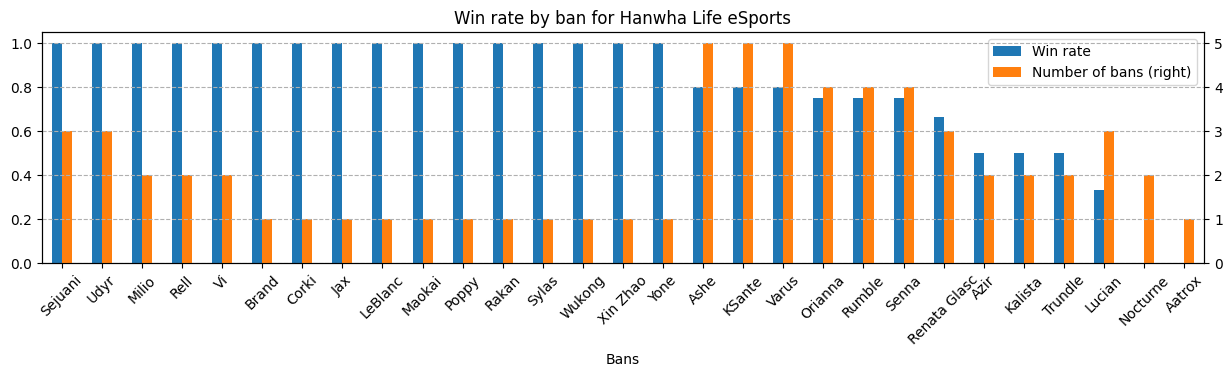 Win rate by ban for Hanwha Life eSports
Win rate
Number of bans (right)
1.0
0.8
0.6
0.4
0.2
0.0
5
4
3
2
1
0
Sejuani
Udyr
Milio
Rell
Vi
Brand
Corki
Jax
LeBlanc
Maokai
Poppy
Rakan
Sylas
Wukong
Xin Zhao
Yone
Ashe
KSante
Varus
Orianna
Rumble
Senna
Renata Glasc
Azir
Kalista
Trundle
Lucian
Nocturne
Aatrox
Bans